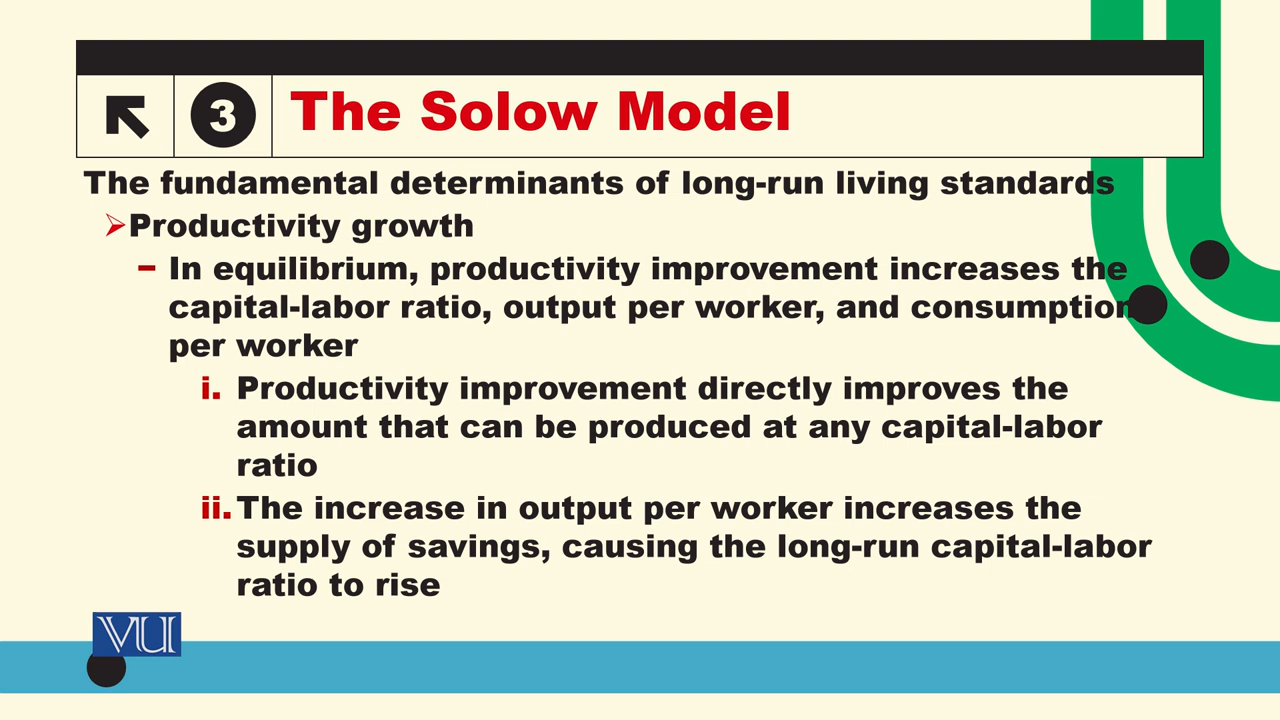 3 The Solow Model
The fundamental determinants of long-run living standards
➢Productivity growth
– In equilibrium, productivity improvement increases the
capital-labor ratio, output per worker, and consumption
per worker
i. Productivity improvement directly improves the
amount that can be produced at any capital-labor
ratio
ii. The increase in output per worker increases the
supply of savings, causing the long-run capital-labor
ratio to rise
VU